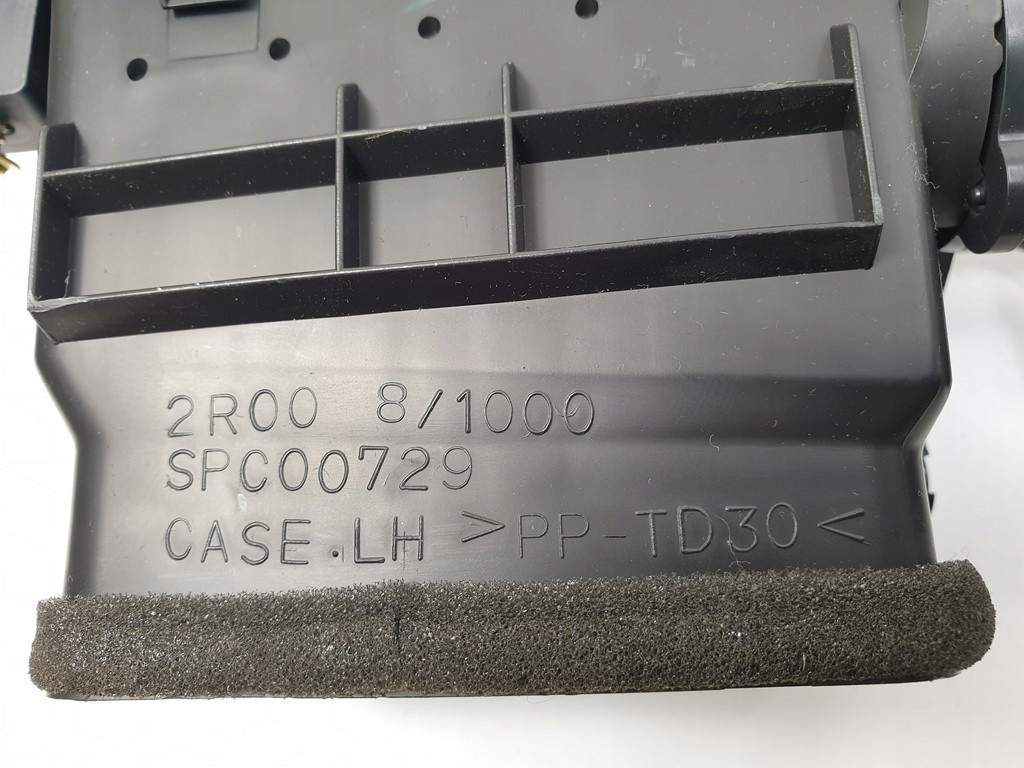 2R00 8/1000
SPC00729
CASE.LH >PP-TD30<